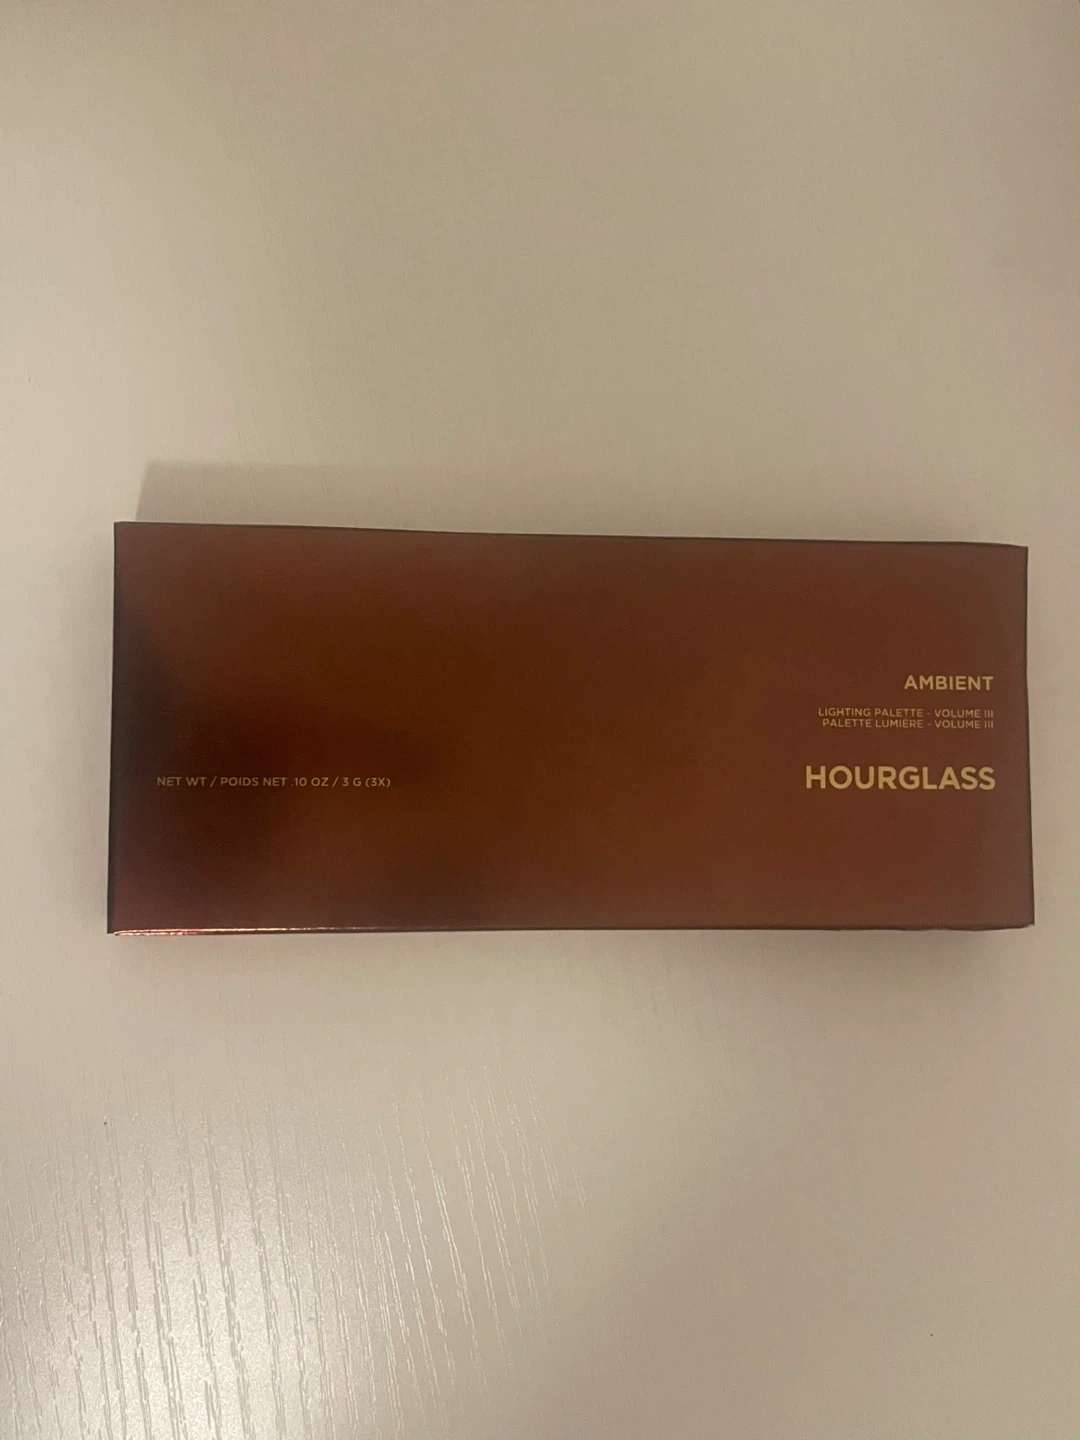 AMBIENT
LIGHTING PALETTE - VOLUME III
PALETTE LUMIÈRE - VOLUME III
NET WT / POIDS NET .10 OZ / 3 G (3X)
HOURGLASS